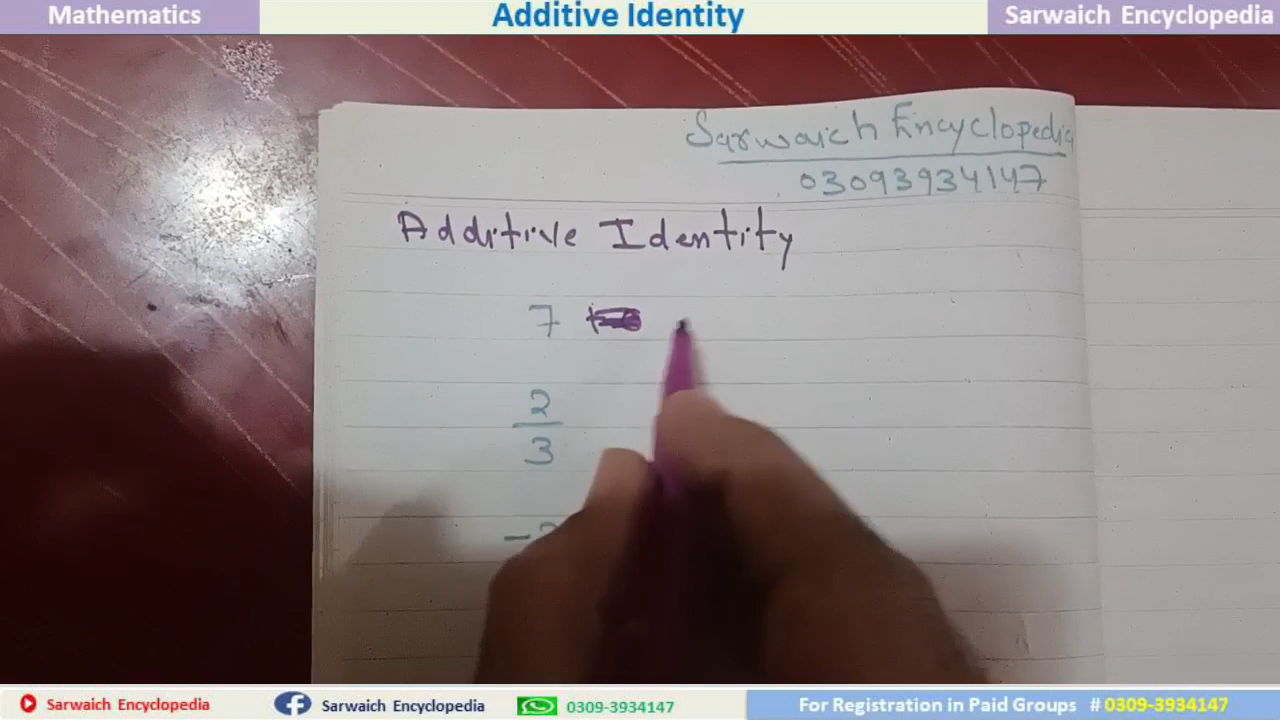 Mathematics
Additive Identity
Sarwaich Encyclopedia
Sarwaich Encyclopedia
03093934147
Additive Identity
7
2
3
Sarwaich Encyclopedia
Sarwaich Encyclopedia
0309-3934147
For Registration in Paid Groups # 0309-3934147